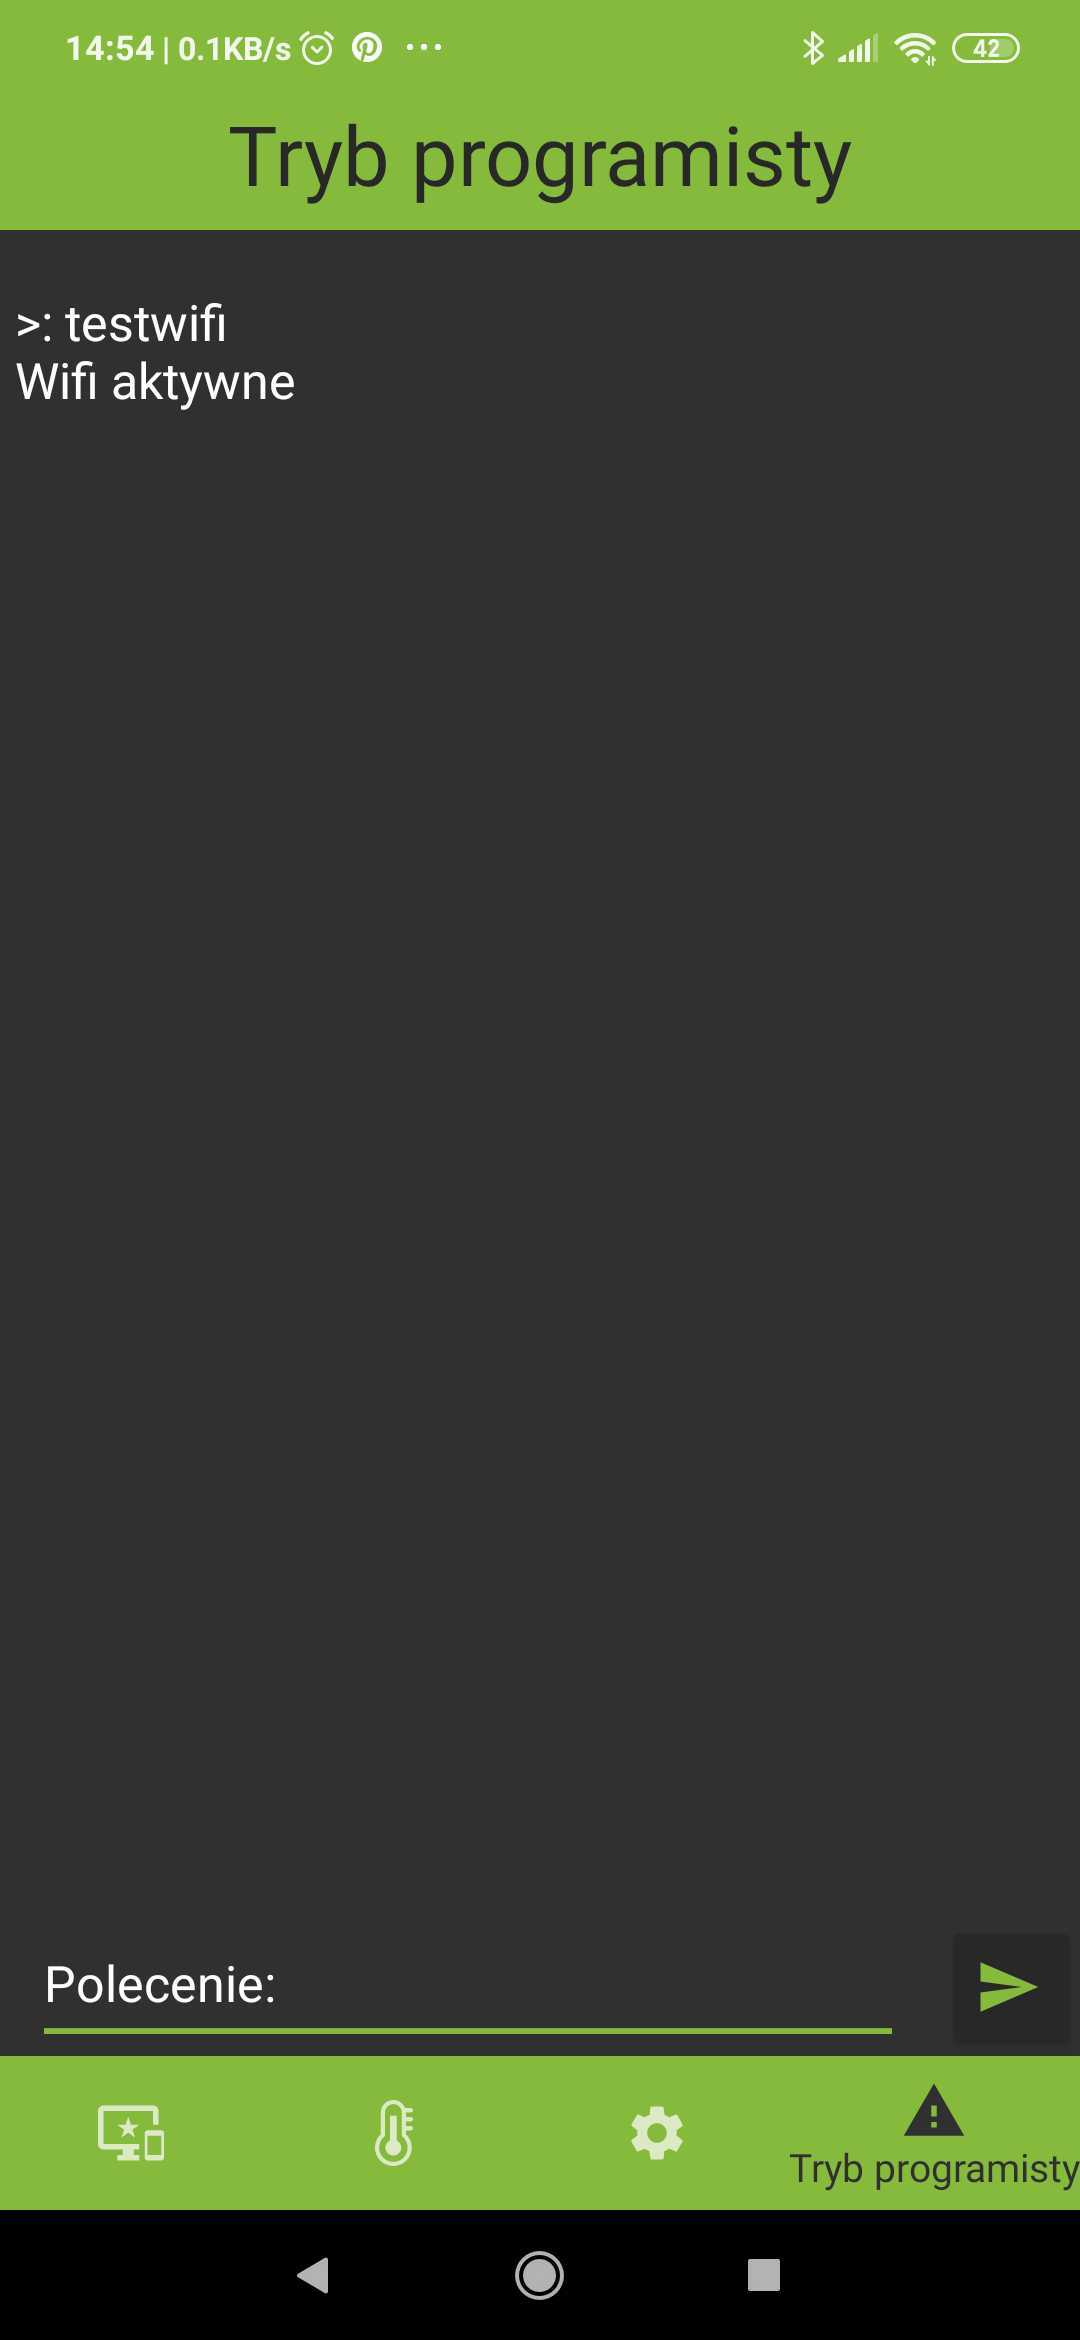 14:54 | 0.1KB/s ... 42
Tryb programisty
>: testwifi
Wifi aktywne
Polecenie:
Tryb programisty